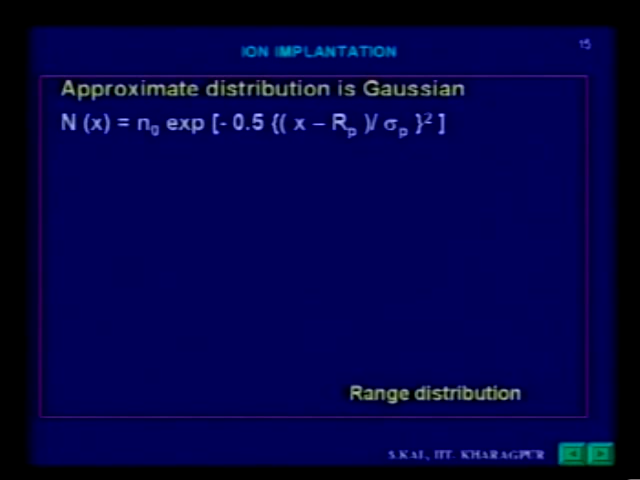 ION IMPLANTATION
15
Approximate distribution is Gaussian
N (x) = n₀ exp [- 0.5 {( x – Rₚ )/ σₚ }² ]
Range distribution
S.KAL, IIT. KHARAGPUR